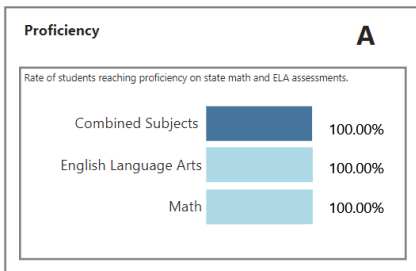 Proficiency A
Rate of students reaching proficiency on state math and ELA assessments.
Combined Subjects 100.00%
English Language Arts 100.00%
Math 100.00%